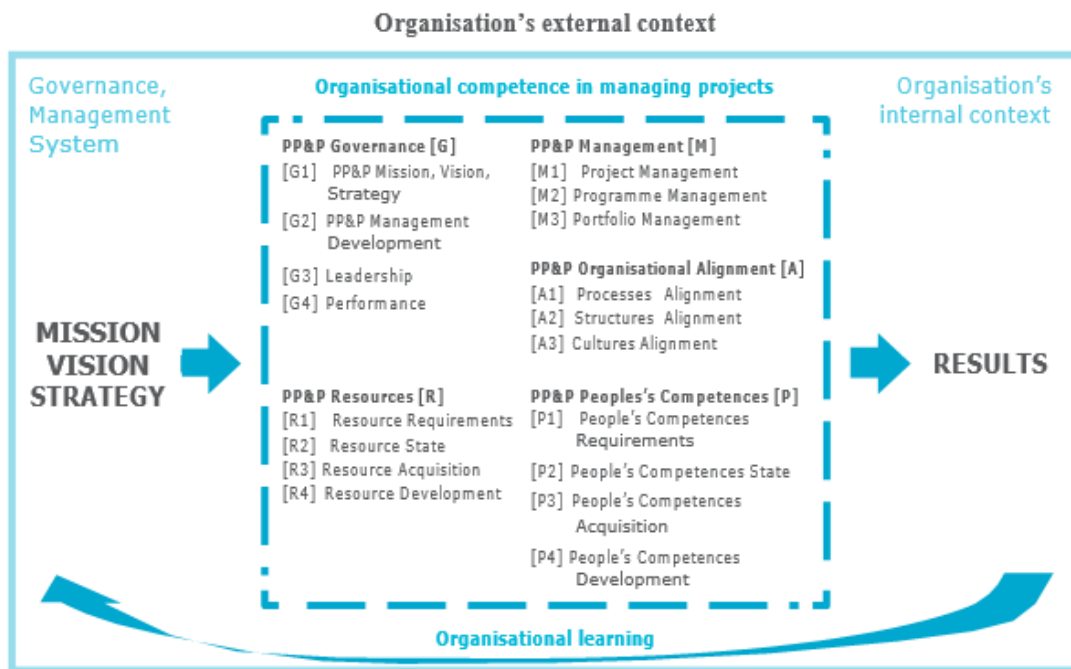 Organisation's external context
Governance,
Management
System
Organisational competence in managing projects
Organisation's
internal context
PP&P Governance [G]
[G1] PP&P Mission, Vision,
Strategy
[G2] PP&P Management
Development
[G3] Leadership
[G4] Performance
PP&P Management [M]
[M1] Project Management
[M2] Programme Management
[M3] Portfolio Management
PP&P Organisational Alignment [A]
[A1] Processes Alignment
[A2] Structures Alignment
[A3] Cultures Alignment
MISSION
VISION
STRATEGY
RESULTS
PP&P Resources [R]
[R1] Resource Requirements
[R2] Resource State
[R3] Resource Acquisition
[R4] Resource Development
PP&P Peoples's Competences [P]
[P1] People's Competences
Requirements
[P2] People's Competences State
[P3] People's Competences
Acquisition
[P4] People's Competences
Development
Organisational learning